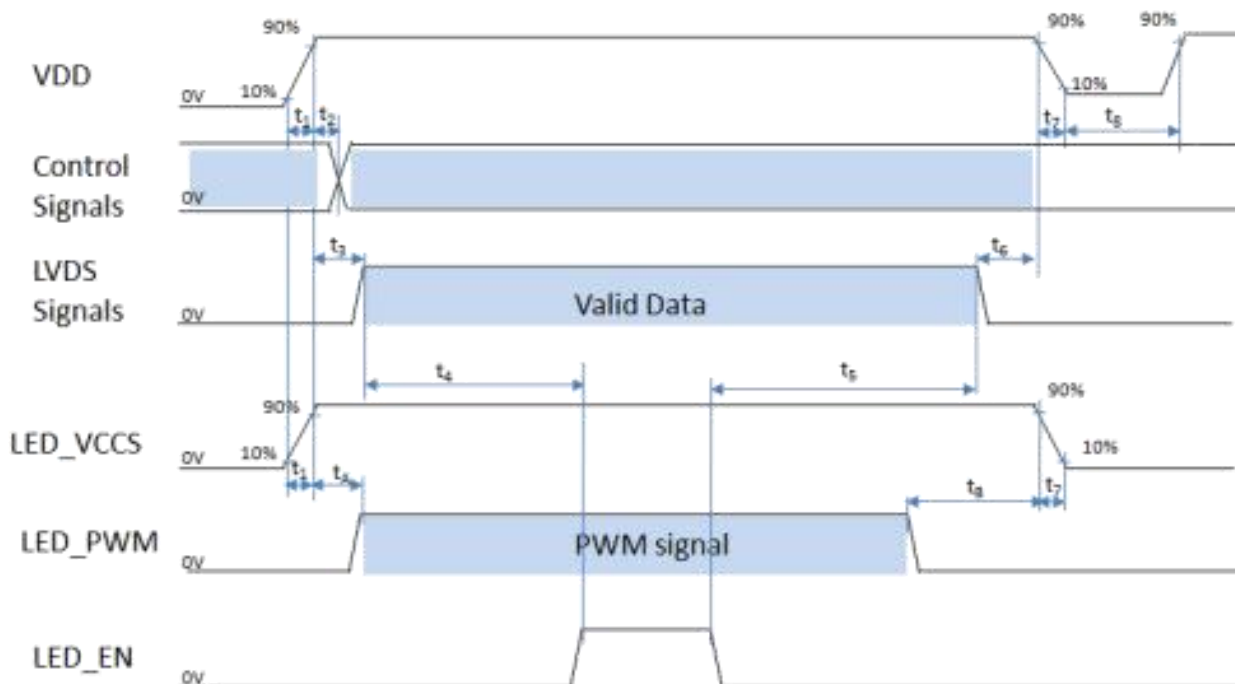 90%
90%
90%
VDD
0V
10%
10%
t1
t2
t7
t8
Control
Signals
0V
t3
t6
LVDS
Signals
Valid Data
0V
t4
t5
90%
90%
LED_VCCS
0V
10%
10%
t1
t8
t7
LED_PWM
PWM signal
0V
LED_EN
0V